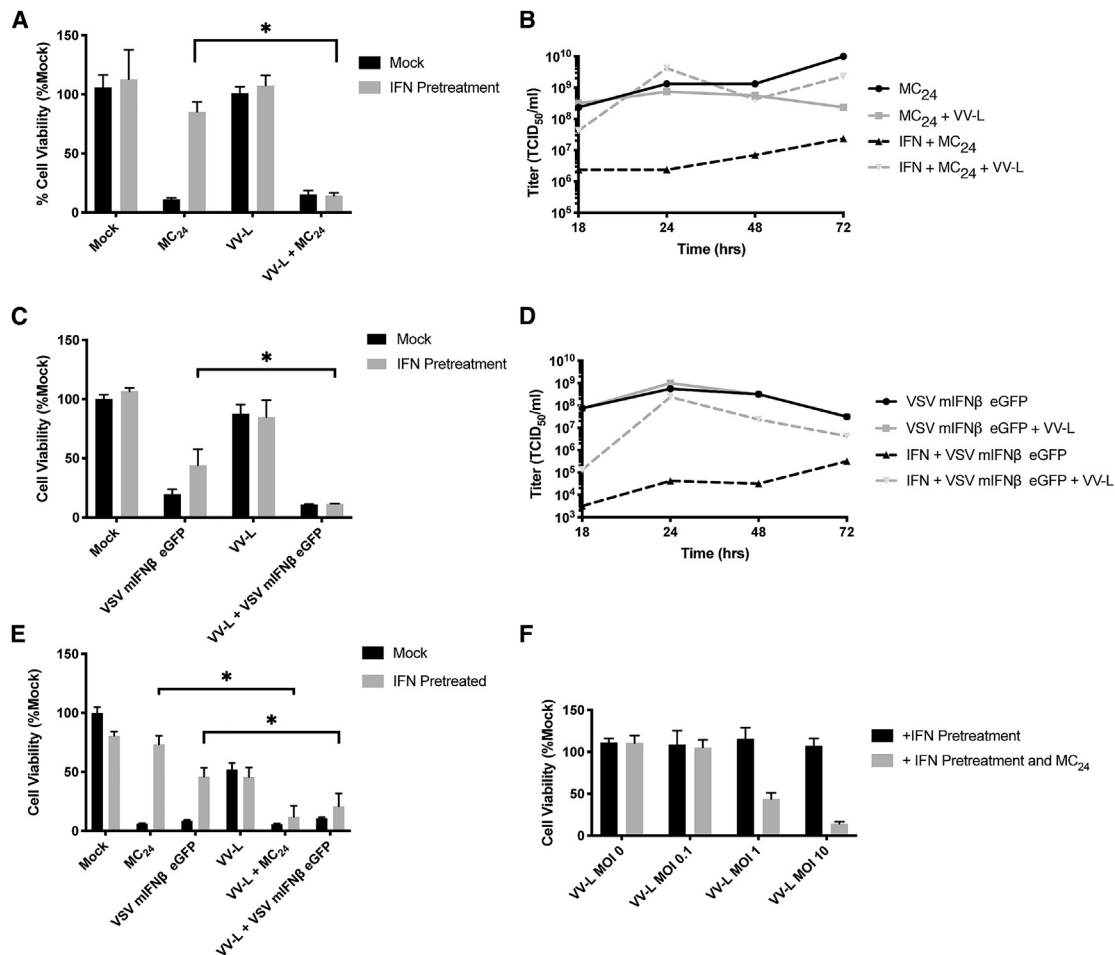 A
*
Mock
IFN Pretreatment
% Cell Viability (%Mock)
150
100
50
0
Mock
MC24
VV-L
VV-L + MC24
B
Titer (TCID50/ml)
10^10
10^9
10^8
10^7
10^6
10^5
18
24
48
72
Time (hrs)
MC24
MC24 + VV-L
IFN + MC24
IFN + MC24 + VV-L
C
Mock
IFN Pretreatment
*
Cell Viability (%Mock)
150
100
50
0
Mock
VSV mIFNβ eGFP
VV-L
VV-L + VSV mIFNβ eGFP
D
Titer (TCID50/ml)
10^10
10^9
10^8
10^7
10^6
10^5
10^4
10^3
18
24
48
72
Time (hrs)
VSV mIFNβ eGFP
VSV mIFNβ eGFP + VV-L
IFN + VSV mIFNβ eGFP
IFN + VSV mIFNβ eGFP + VV-L
E
Mock
IFN Pretreated
*
*
Cell Viability (%Mock)
150
100
50
0
Mock
MC24
VSV mIFNβ eGFP
VV-L
VV-L + MC24
VV-L + VSV mIFNβ eGFP
F
Cell Viability (%Mock)
150
100
50
0
VV-L MOI 0
VV-L MOI 0.1
VV-L MOI 1
VV-L MOI 10
+IFN Pretreatment
+ IFN Pretreatment and MC24